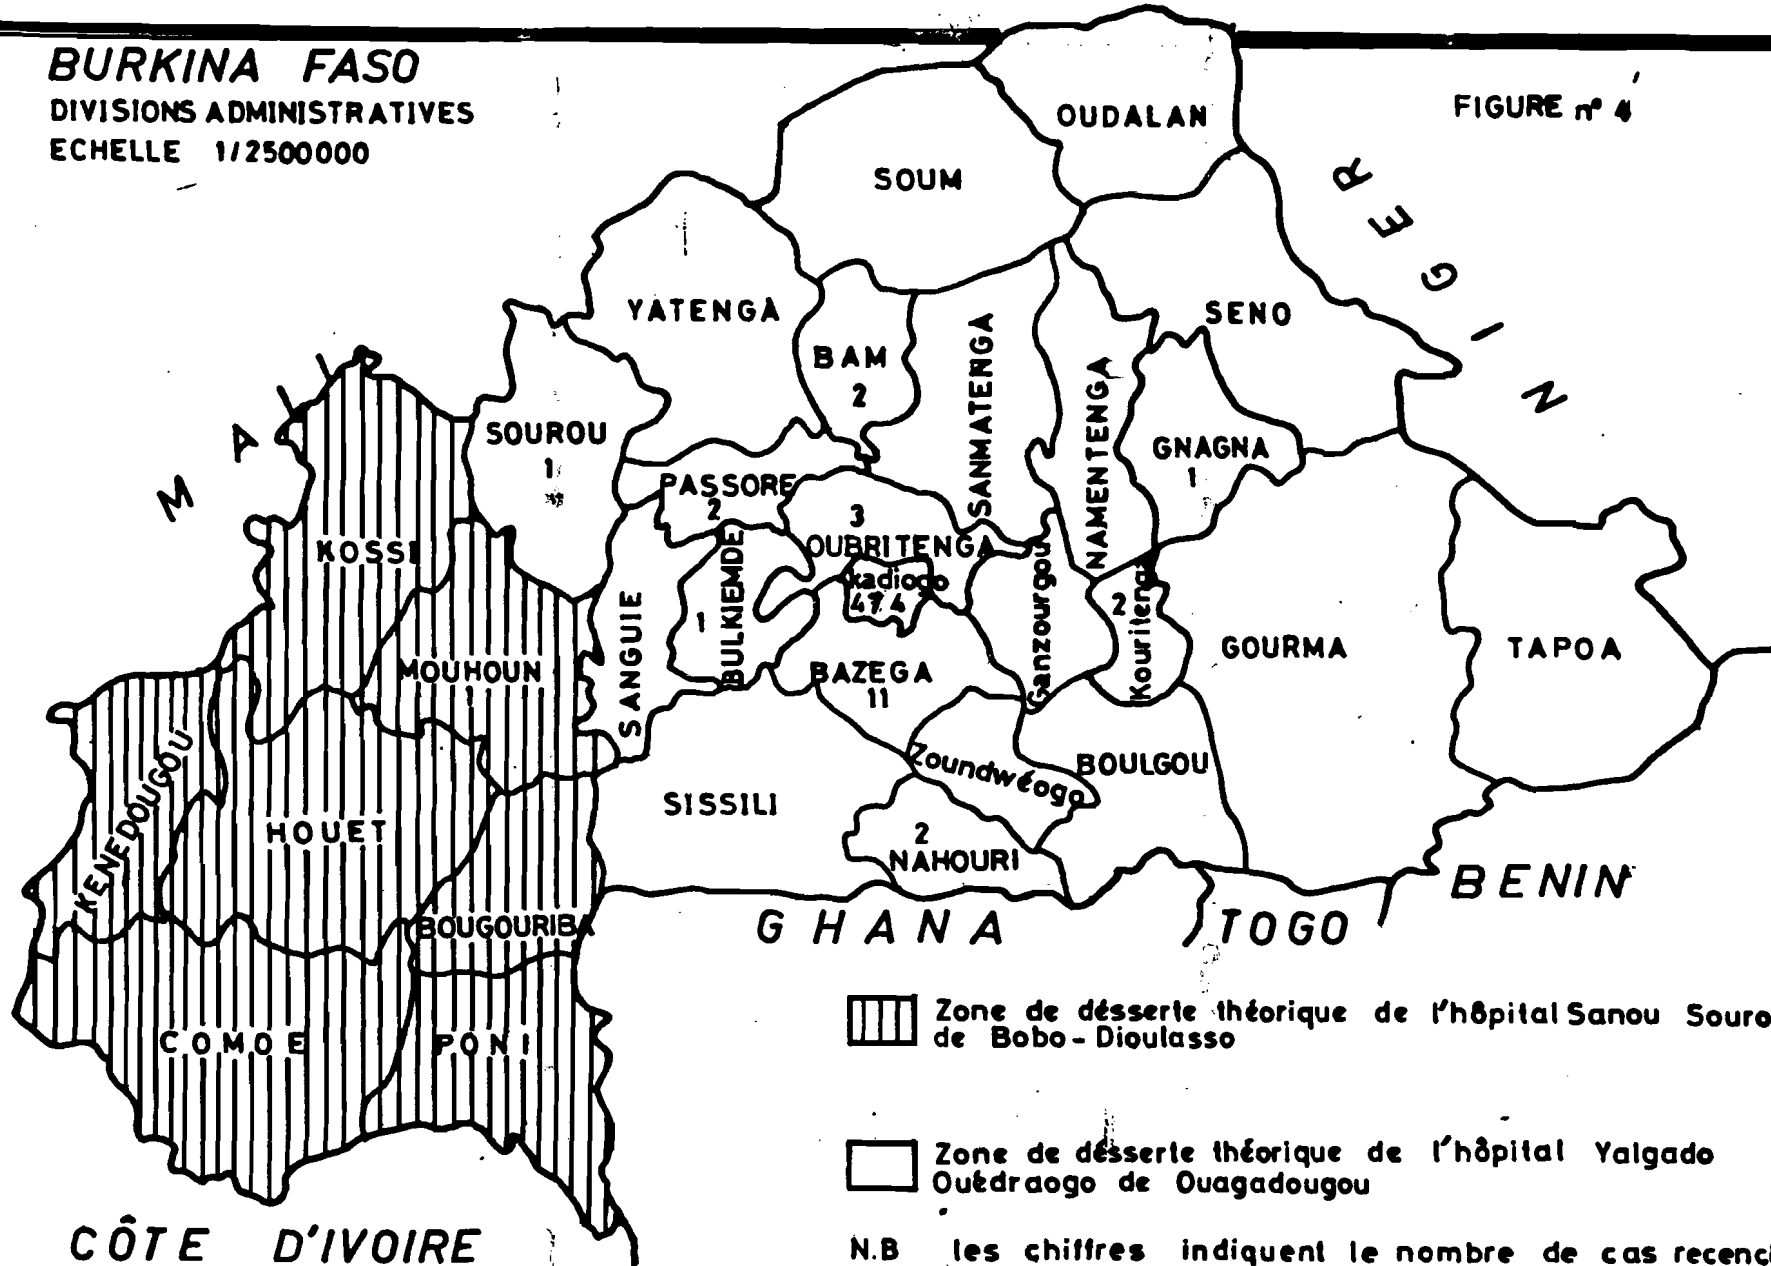 BURKINA FASO
DIVISIONS ADMINISTRATIVES
ECHELLE 1/2500000
FIGURE n° 4
OUDALAN
SOUM
REGIN
YATENGA
SENO
BAM
2
SANMATENGA
NAMENTENGA
MALI
SOUROU
1
GNAGNA
1
PASSORE
2
3
OUBRITENGA
KOSSI
BULKIEMDE
1
kadiogo
474
Ganzourgou
2
Kouritenga
SANGUIE
GOURMA
TAPOA
MOUHOUN
BAZEGA
11
KENEDOUGOU
Zoundwéogo
BOULGOU
SISSILI
HOUET
2
NAHOURI
BENIN
BOUGOURIBA
GHANA
TOGO
Zone de désserte théorique de l'hôpital Sanou Souro
de Bobo-Dioulasso
COMOE
PONI
Zone de désserte théorique de l'hôpital Yalgado
Ouédraogo de Ouagadougou
CÔTE D'IVOIRE
N.B les chiffres indiquent le nombre de cas